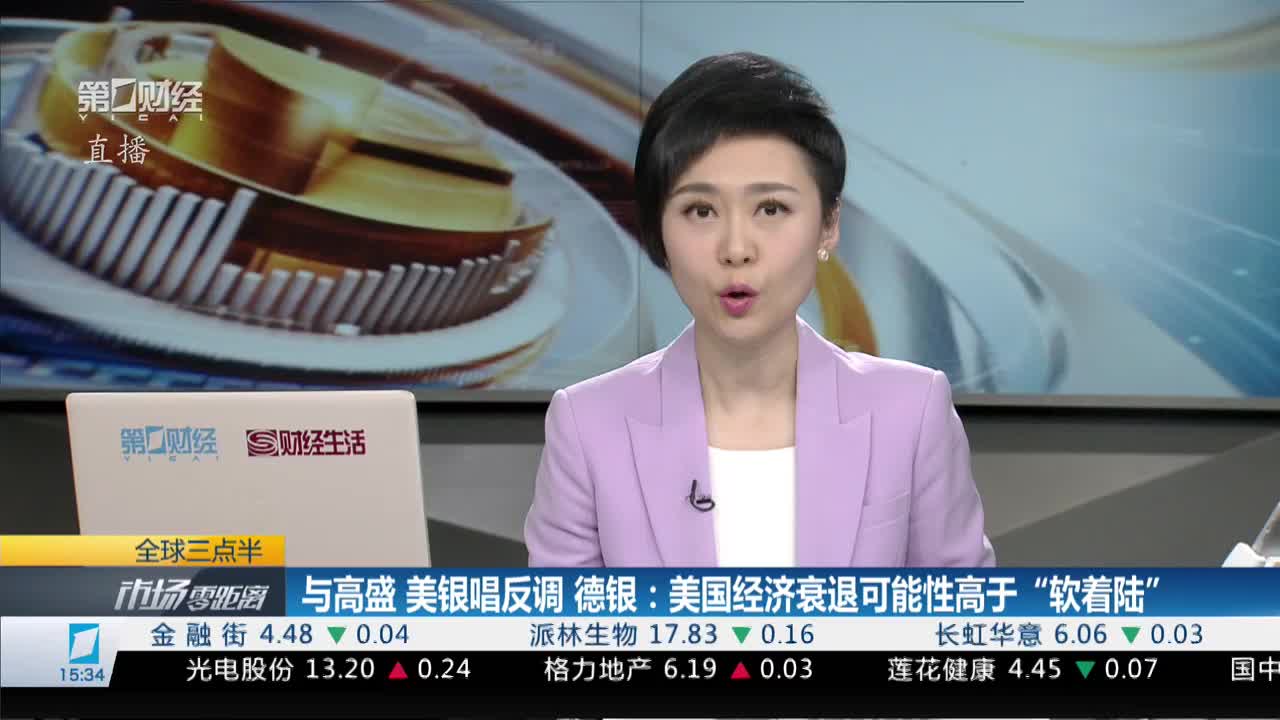 第一财经
YICAI
直播
第一财经
YICAI
财经生活
全球三点半
市场零距离
与高盛 美银唱反调 德银：美国经济衰退可能性高于“软着陆”
金融街 4.48 ▼ 0.04 派林生物 17.83 ▼ 0.16 长虹华意 6.06 ▼ 0.03
15:34
光电股份 13.20 ▲ 0.24 格力地产 6.19 ▲ 0.03 莲花健康 4.45 ▼ 0.07 国中